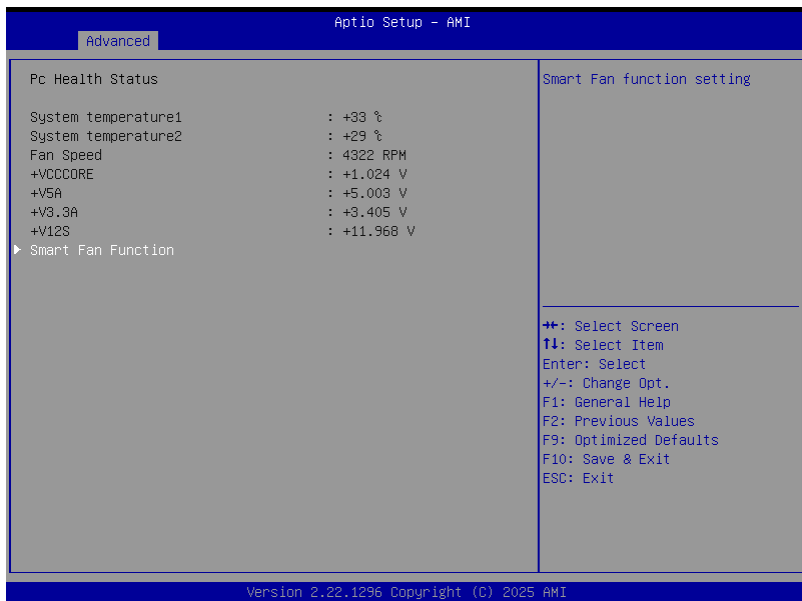 Aptio Setup - AMI
Advanced
Pc Health Status
System temperature1 : +33 ℃
System temperature2 : +29 ℃
Fan Speed : 4322 RPM
+VCCCORE : +1.024 V
+V5A : +5.003 V
+V3.3A : +3.405 V
+V12S : +11.968 V
▶ Smart Fan Function
Smart Fan function setting
→←: Select Screen
↑↓: Select Item
Enter: Select
+/-: Change Opt.
F1: General Help
F2: Previous Values
F9: Optimized Defaults
F10: Save & Exit
ESC: Exit
Version 2.22.1296 Copyright (C) 2025 AMI